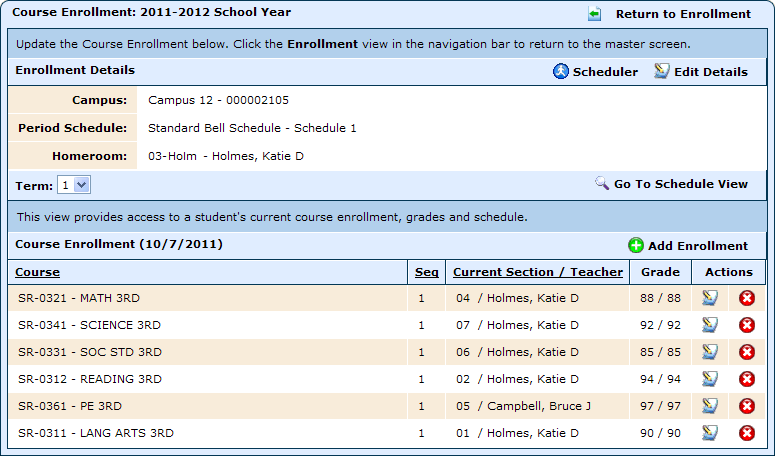 Course Enrollment: 2011-2012 School Year Return to Enrollment
Update the Course Enrollment below. Click the Enrollment view in the navigation bar to return to the master screen.
Enrollment Details Scheduler Edit Details
Campus: Campus 12 - 000002105
Period Schedule: Standard Bell Schedule - Schedule 1
Homeroom: 03-Holm - Holmes, Katie D
Term: 1 Go To Schedule View
This view provides access to a student's current course enrollment, grades and schedule.
Course Enrollment (10/7/2011) Add Enrollment
Course Seq Current Section / Teacher Grade Actions
SR-0321 - MATH 3RD 1 04 / Holmes, Katie D 88 / 88
SR-0341 - SCIENCE 3RD 1 07 / Holmes, Katie D 92 / 92
SR-0331 - SOC STD 3RD 1 06 / Holmes, Katie D 85 / 85
SR-0312 - READING 3RD 1 02 / Holmes, Katie D 94 / 94
SR-0361 - PE 3RD 1 05 / Campbell, Bruce J 97 / 97
SR-0311 - LANG ARTS 3RD 1 01 / Holmes, Katie D 90 / 90